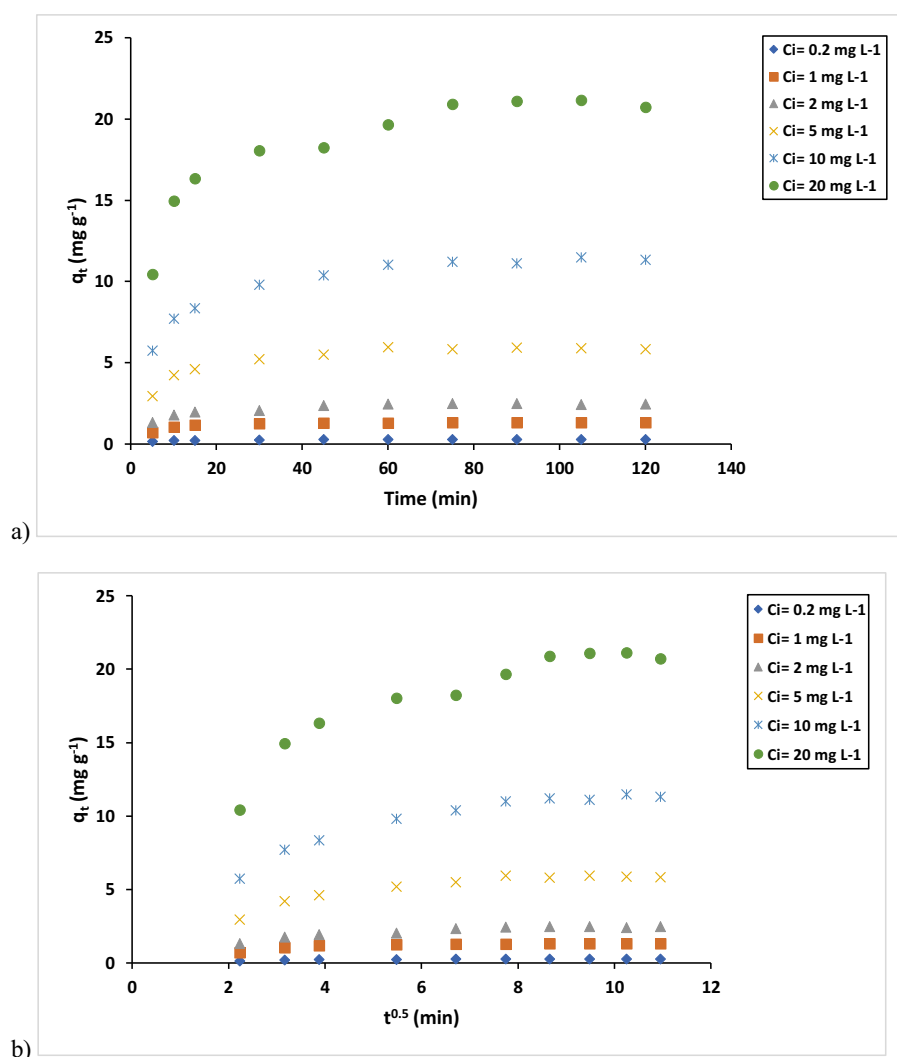 25
20
15
10
5
0
q_t (mg g⁻¹)
0 20 40 60 80 100 120 140
Time (min)
Ci= 0.2 mg L-1
Ci= 1 mg L-1
Ci= 2 mg L-1
Ci= 5 mg L-1
Ci= 10 mg L-1
Ci= 20 mg L-1
a)
25
20
15
10
5
0
q_t (mg g⁻¹)
0 2 4 6 8 10 12
t⁰·⁵ (min)
Ci= 0.2 mg L-1
Ci= 1 mg L-1
Ci= 2 mg L-1
Ci= 5 mg L-1
Ci= 10 mg L-1
Ci= 20 mg L-1
b)